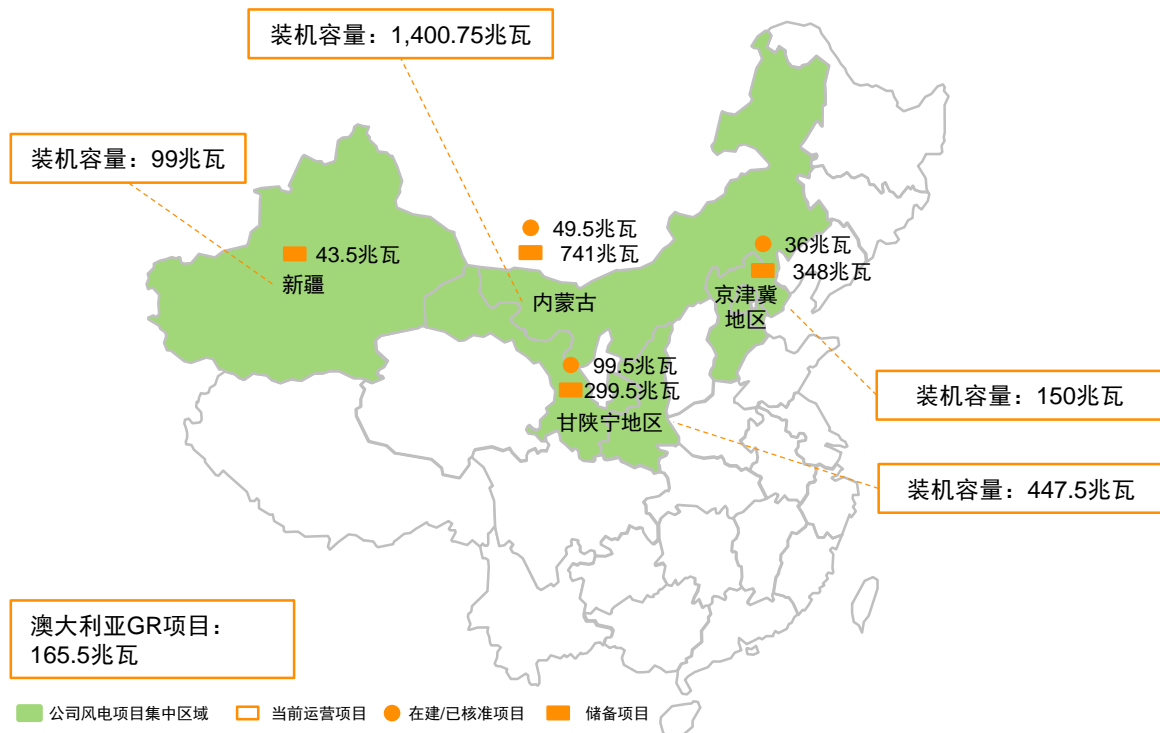 装机容量：1,400.75兆瓦
装机容量：99兆瓦
49.5兆瓦
741兆瓦
36兆瓦
348兆瓦
43.5兆瓦
新疆
内蒙古
京津冀
地区
99.5兆瓦
299.5兆瓦
甘陕宁地区
装机容量：150兆瓦
装机容量：447.5兆瓦
澳大利亚GR项目：
165.5兆瓦
公司风电项目集中区域 当前运营项目 在建/已核准项目 储备项目